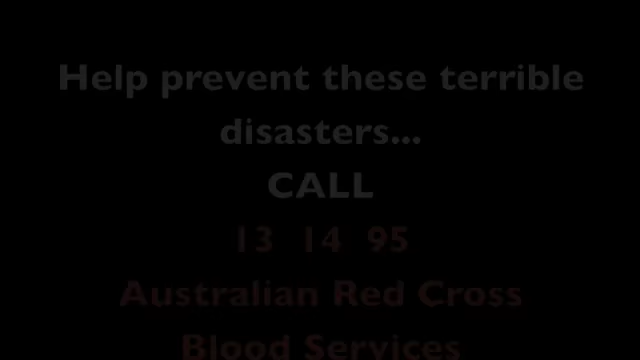 Help prevent these terrible
disasters...
CALL
13 14 95
Australian Red Cross
Blood Services